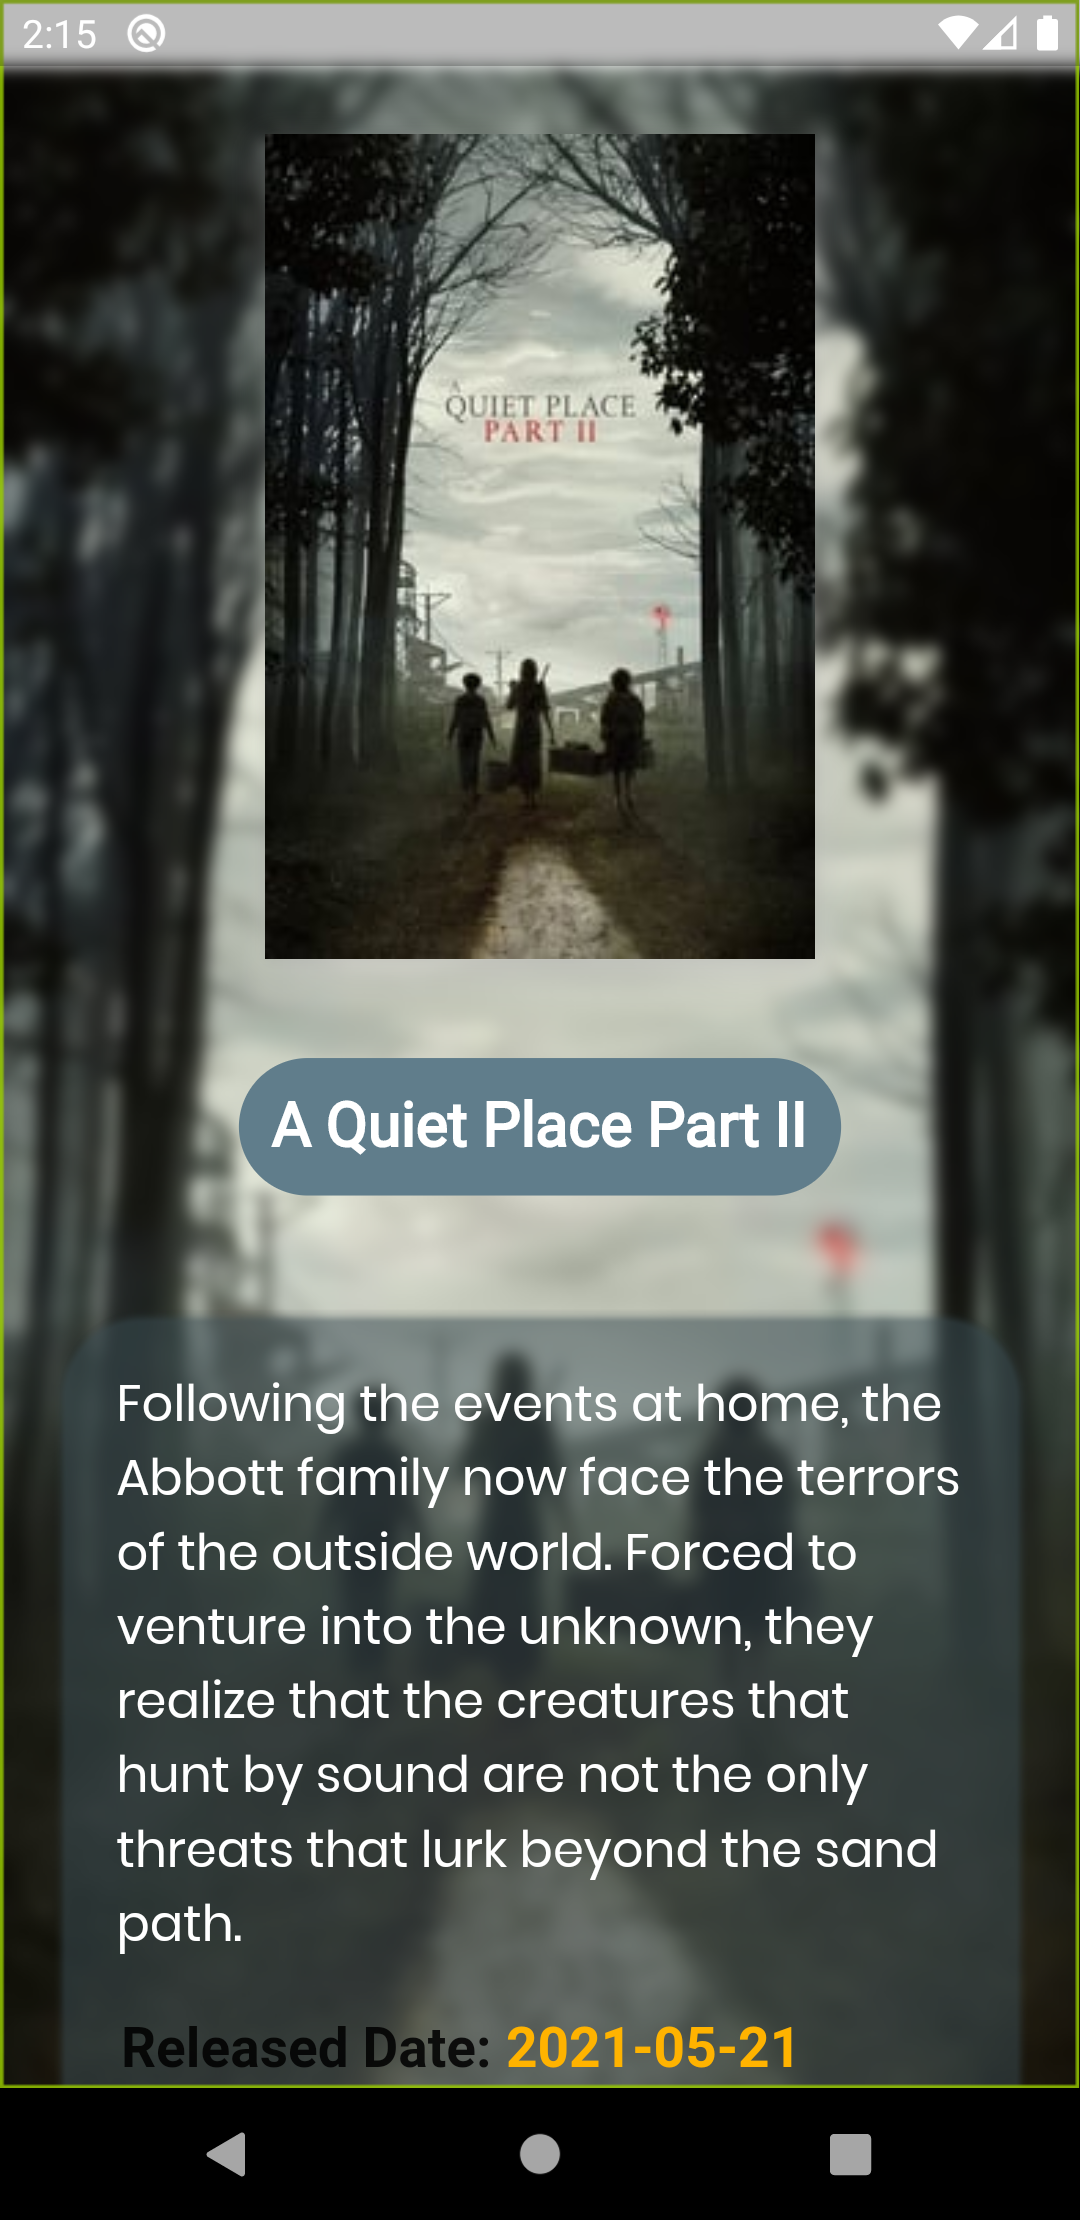 2:15
A
QUIET PLACE
PART II
A Quiet Place Part II
Following the events at home, the
Abbott family now face the terrors
of the outside world. Forced to
venture into the unknown, they
realize that the creatures that
hunt by sound are not the only
threats that lurk beyond the sand
path.
Released Date: 2021-05-21